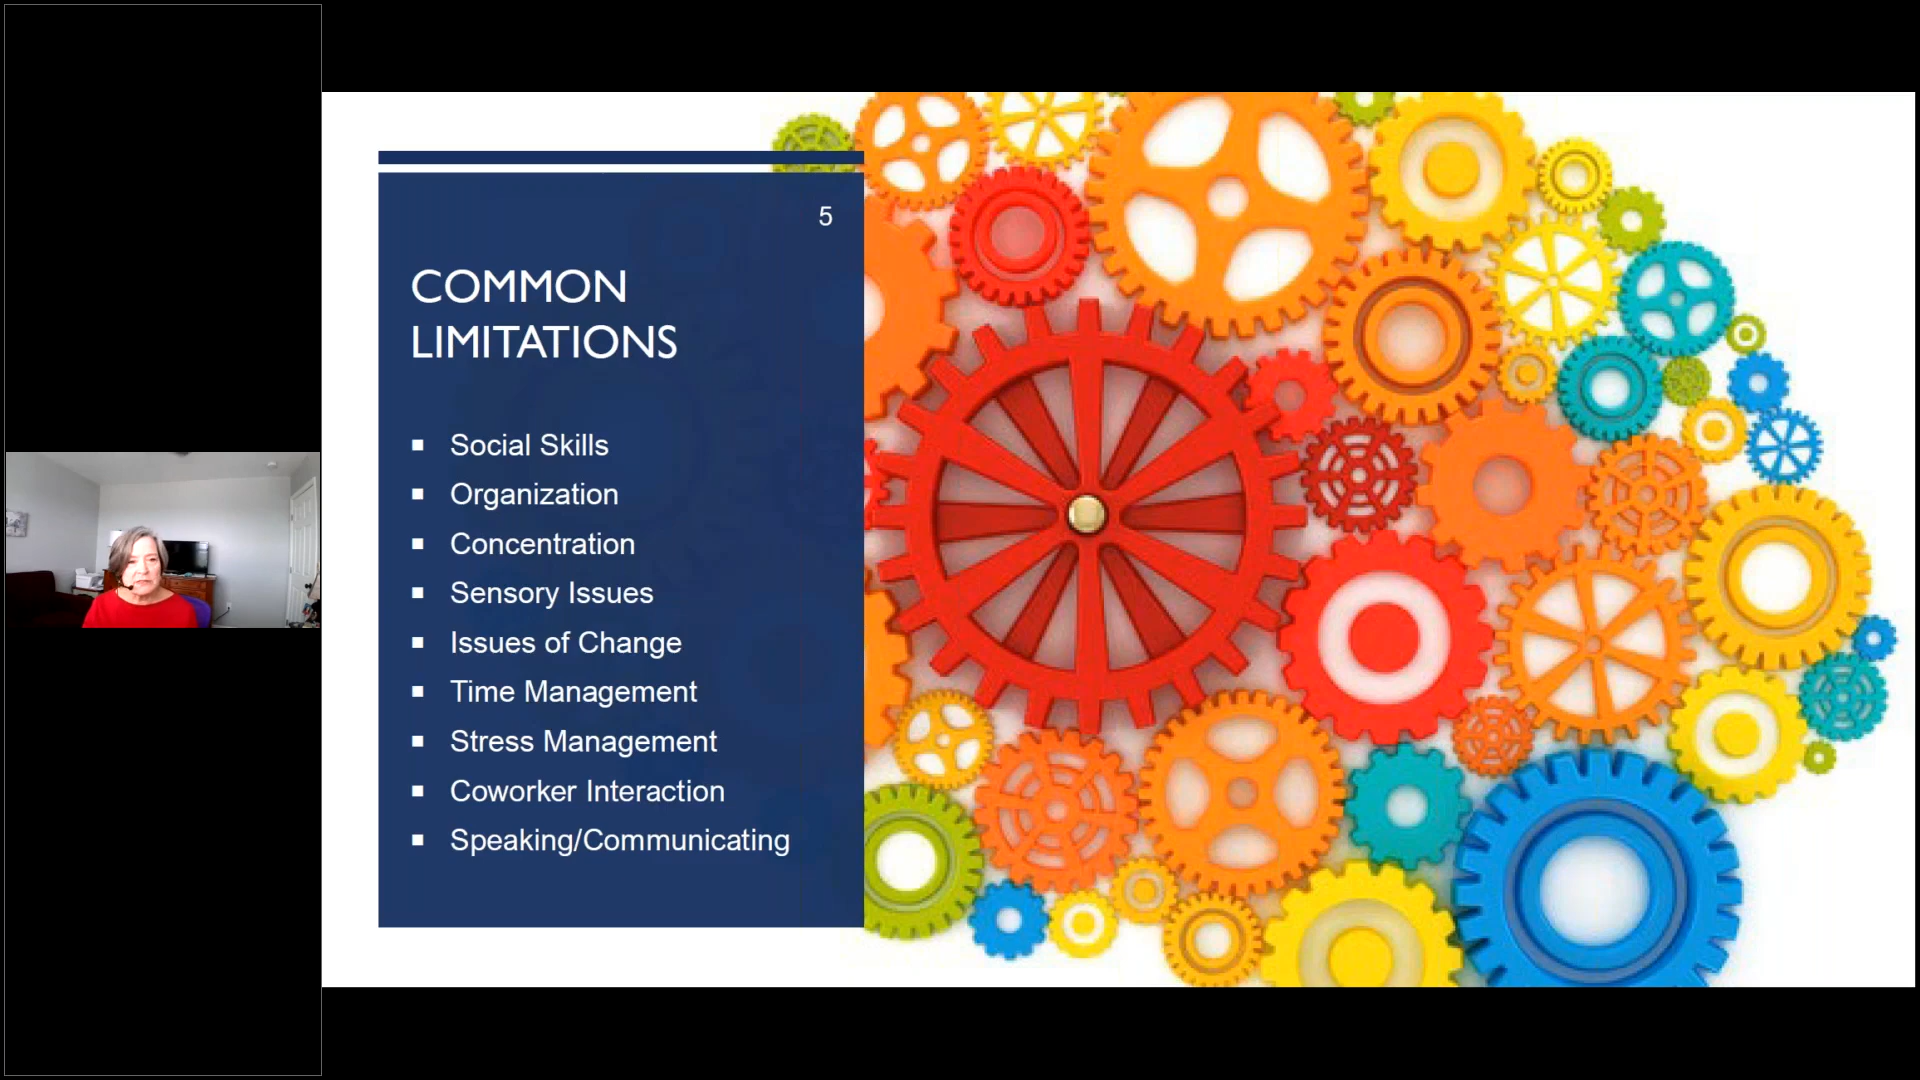 5
COMMON
LIMITATIONS
▪ Social Skills
▪ Organization
▪ Concentration
▪ Sensory Issues
▪ Issues of Change
▪ Time Management
▪ Stress Management
▪ Coworker Interaction
▪ Speaking/Communicating